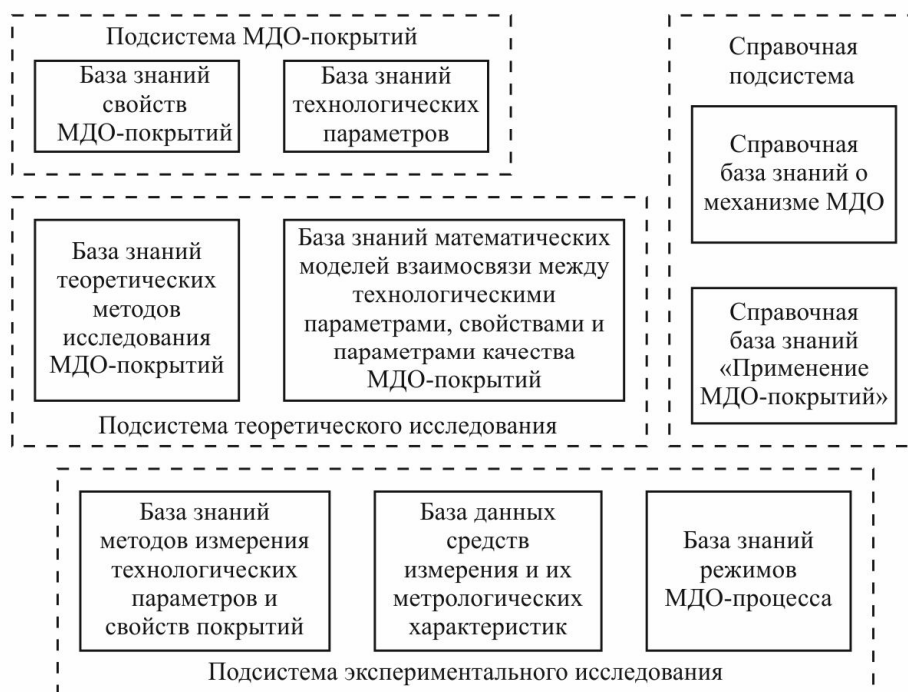 Подсистема МДО-покрытий
База знаний
свойств
МДО-покрытий
База знаний
технологических
параметров
Справочная
подсистема
Справочная
база знаний о
механизме МДО
Справочная
база знаний
«Применение
МДО-покрытий»
База знаний
теоретических
методов
исследования
МДО-покрытий
База знаний математических
моделей взаимосвязи между
технологическими
параметрами, свойствами и
параметрами качества
МДО-покрытий
Подсистема теоретического исследования
База знаний
методов измерения
технологических
параметров и
свойств покрытий
База данных
средств
измерения и их
метрологических
характеристик
База знаний
режимов
МДО-процесса
Подсистема экспериментального исследования